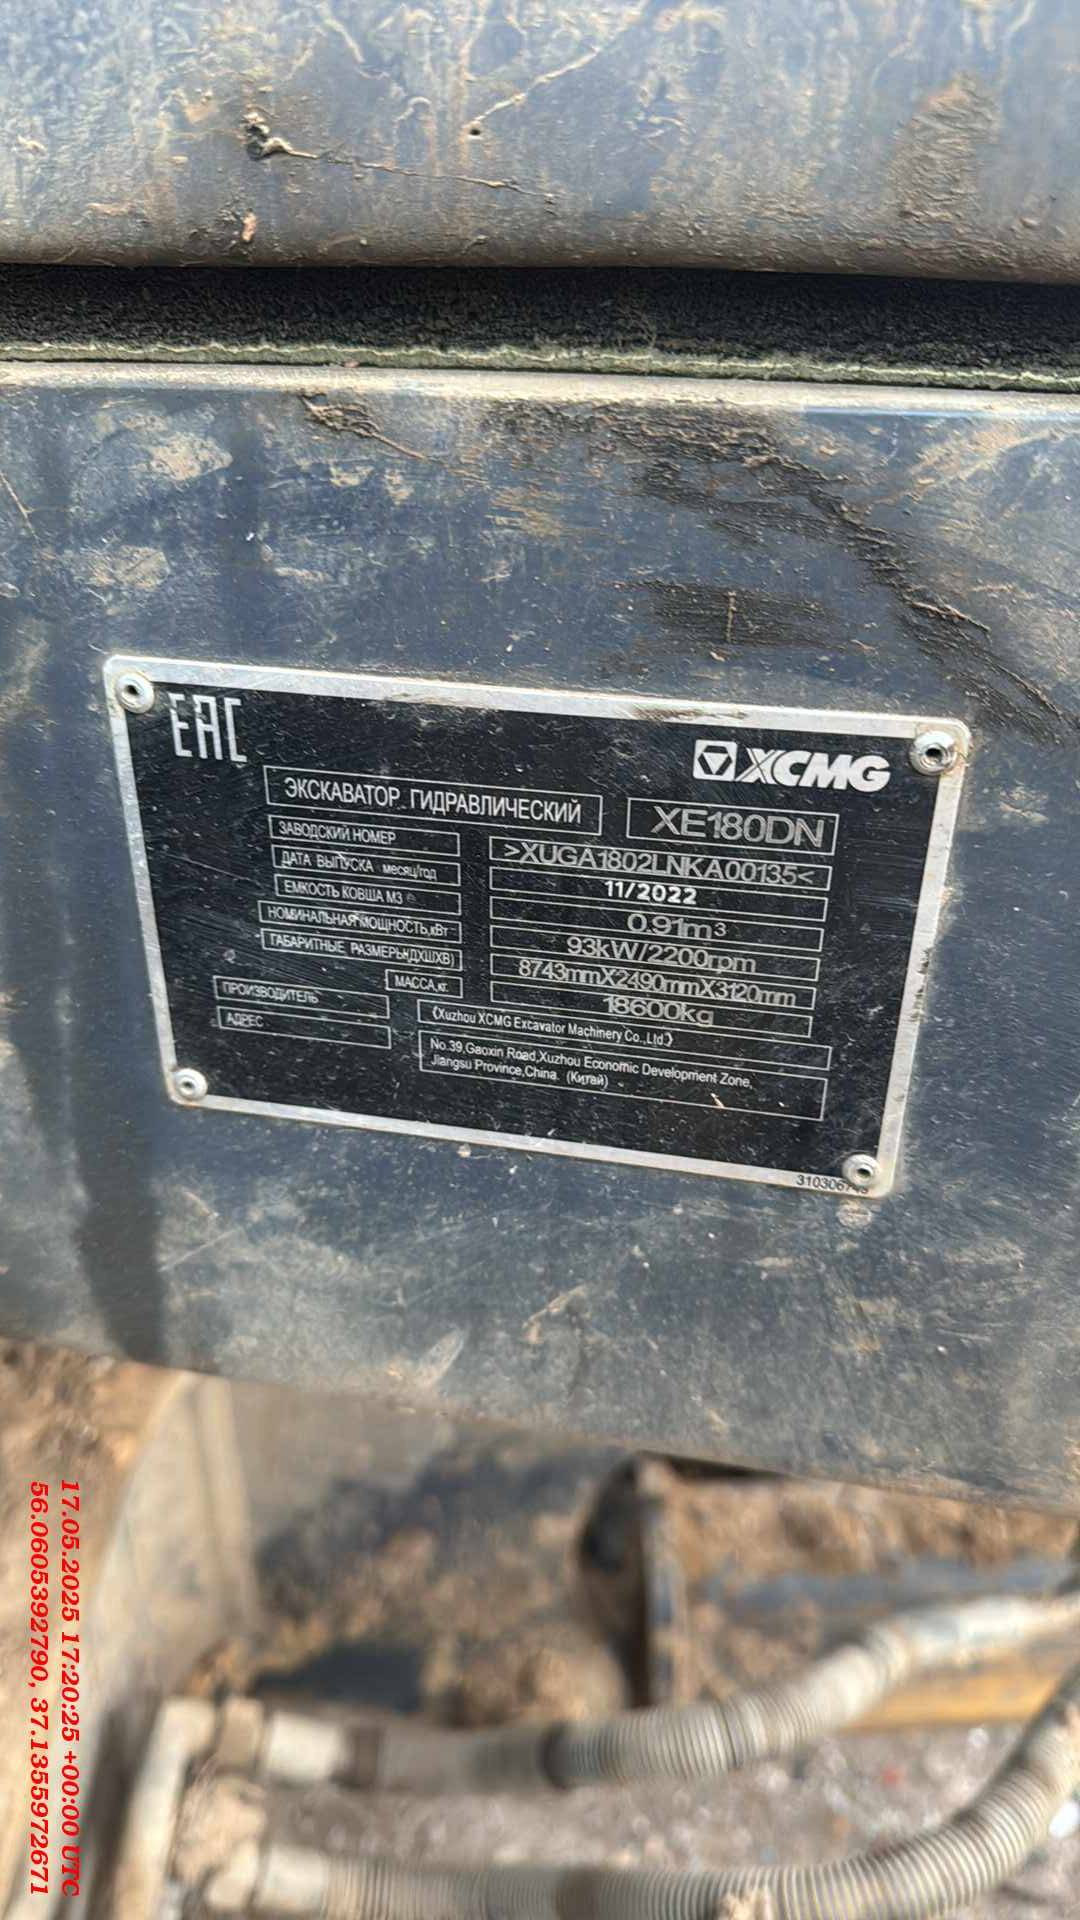 EAC
XCMG
ЭКСКАВАТОР ГИДРАВЛИЧЕСКИЙ XE180DN
ЗАВОДСКИЙ НОМЕР >XUGA1802LNKA00135<
ДАТА ВЫПУСКА месяц/год 11/2022
ЕМКОСТЬ КОВША М3 0.91m³
НОМИНАЛЬНАЯ МОЩНОСТЬ,кВт 93kW/2200rpm
ГАБАРИТНЫЕ РАЗМЕРЫ(ДХШХВ) 8743mmX2490mmX3120mm
МАССА,кг 18600kg
ПРОИЗВОДИТЕЛЬ 《Xuzhou XCMG Excavator Machinery Co.,Ltd》
АДРЕС No.39,Gaoxin Road,Xuzhou Economic Development Zone,
Jiangsu Province,China. (Китай)
17.05.2025 17:20:25 +00:00 UTC
56.0605392790, 37.1355972671